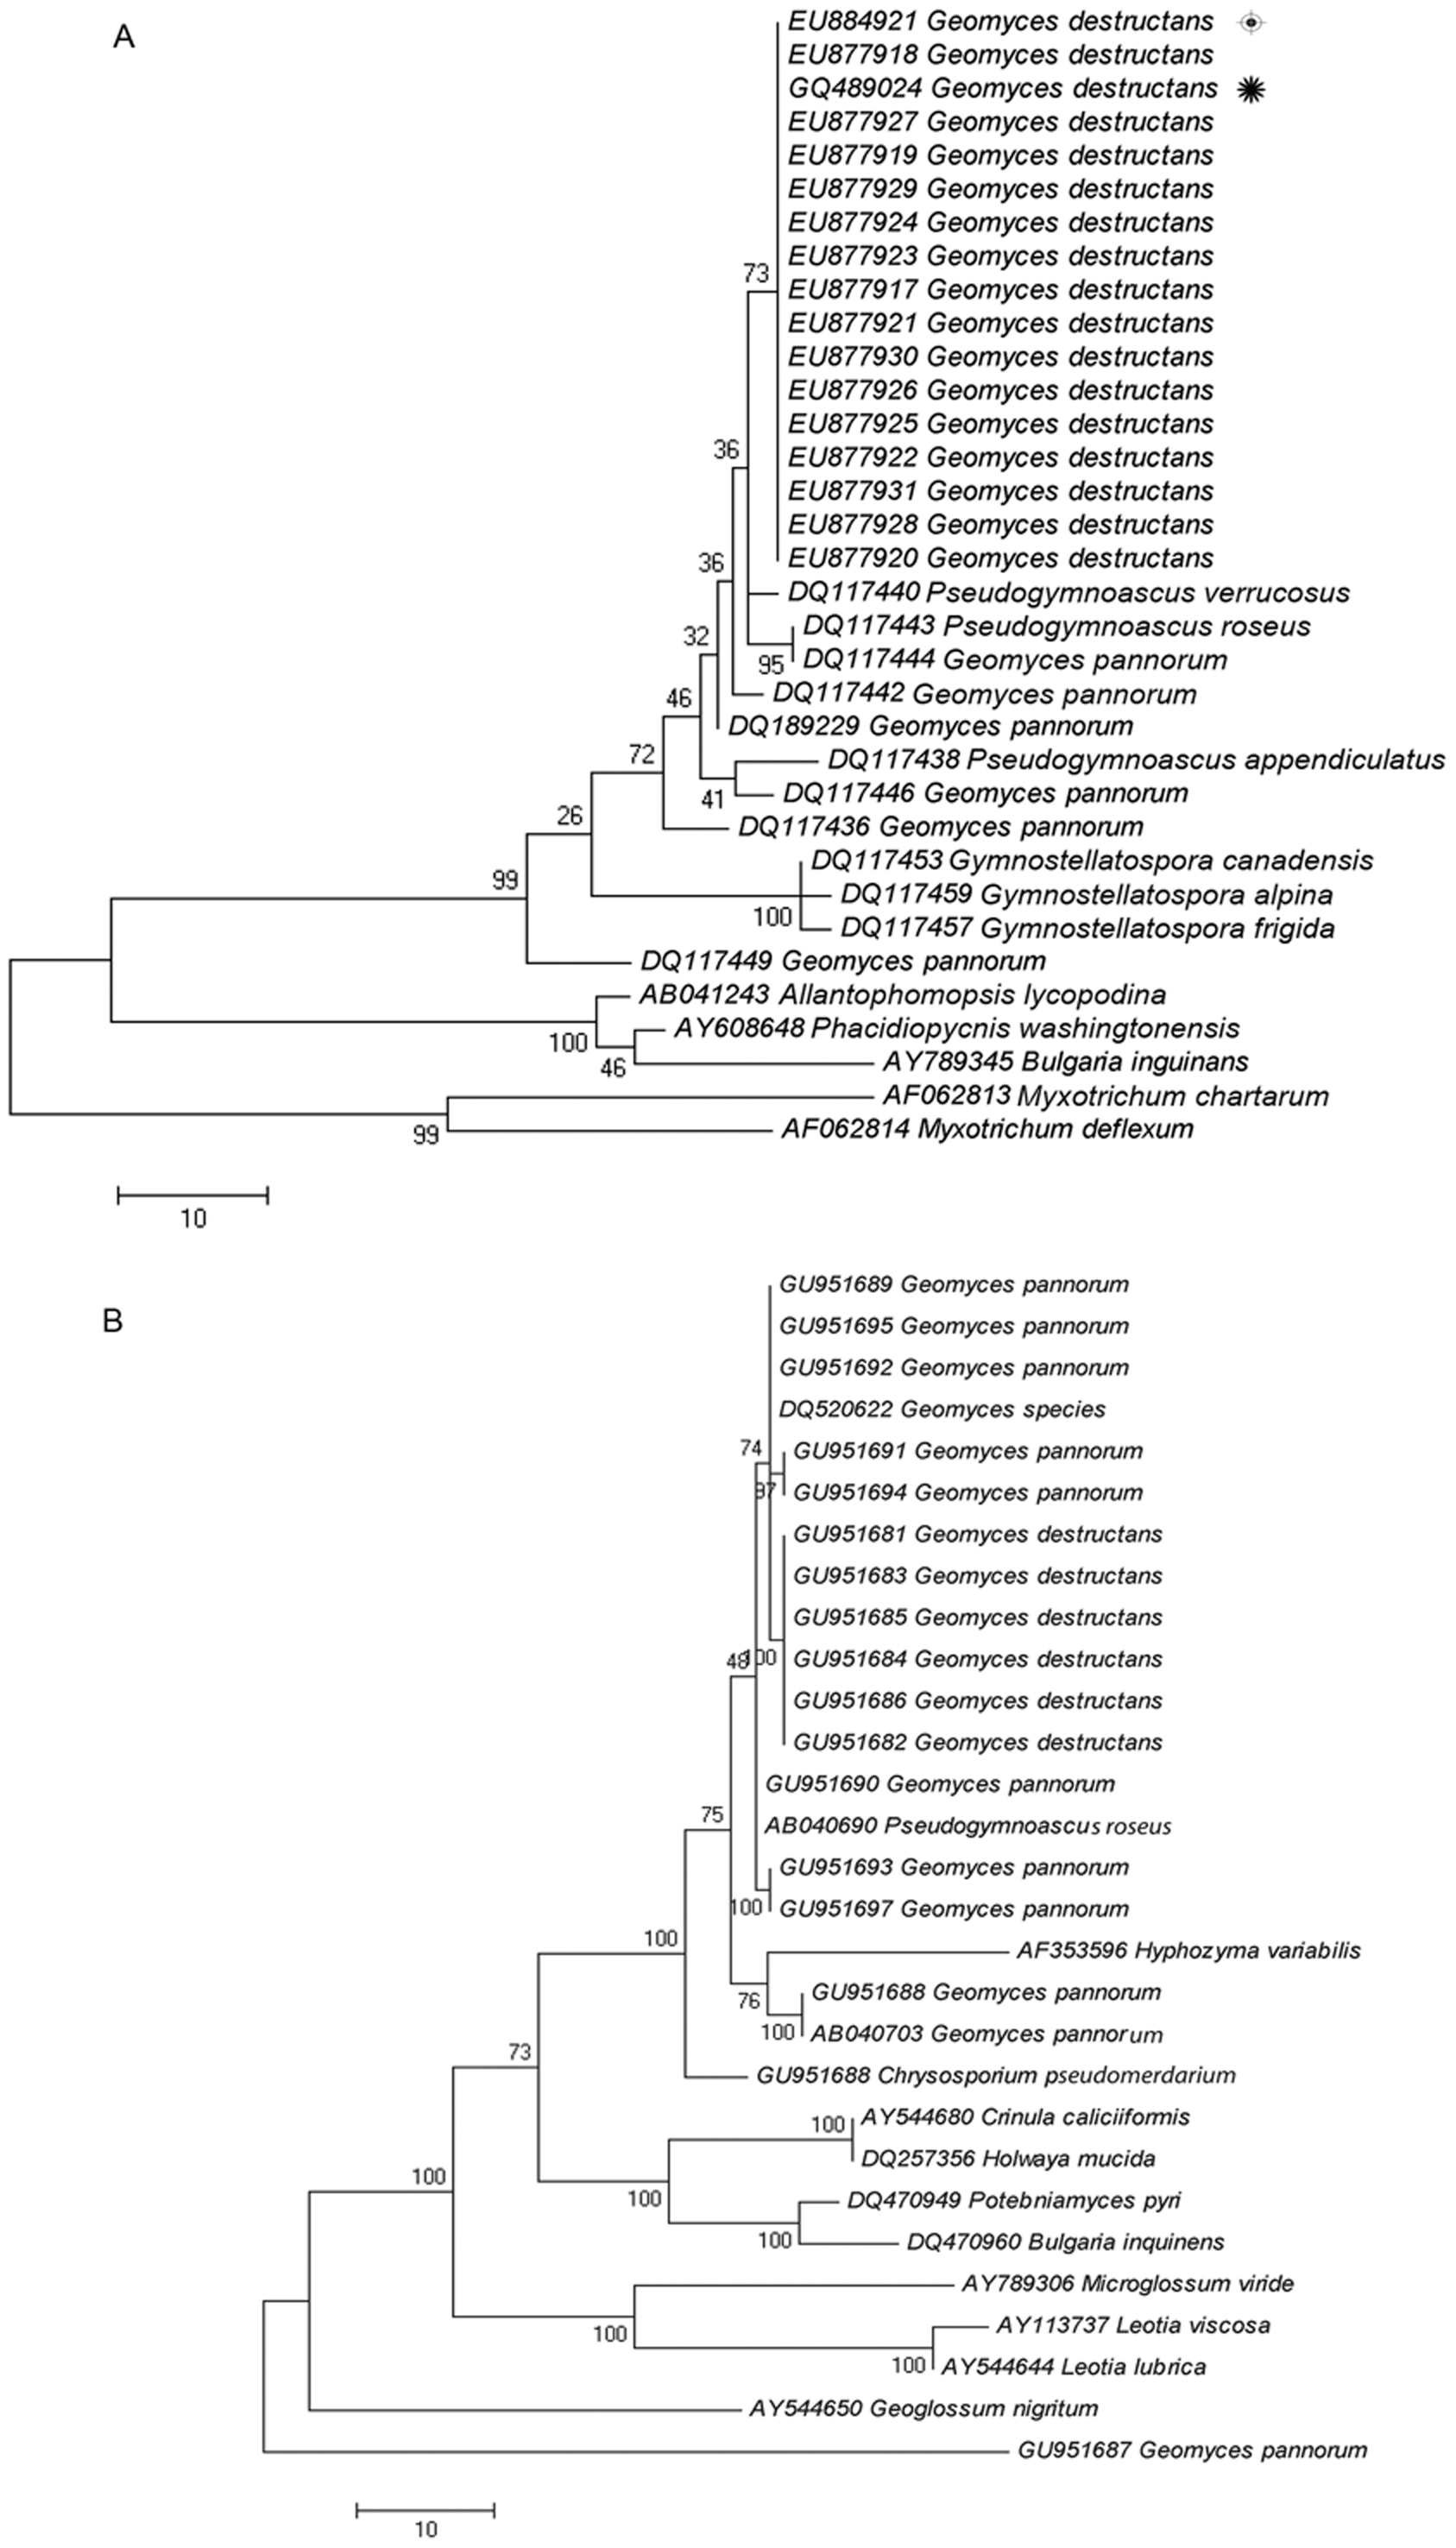 A
EU884921 Geomyces destructans
EU877918 Geomyces destructans
GQ489024 Geomyces destructans
EU877927 Geomyces destructans
EU877919 Geomyces destructans
EU877929 Geomyces destructans
EU877924 Geomyces destructans
EU877923 Geomyces destructans
73
EU877917 Geomyces destructans
EU877921 Geomyces destructans
EU877930 Geomyces destructans
EU877926 Geomyces destructans
EU877925 Geomyces destructans
36
EU877922 Geomyces destructans
EU877931 Geomyces destructans
EU877928 Geomyces destructans
36
EU877920 Geomyces destructans
DQ117440 Pseudogymnoascus verrucosus
32
DQ117443 Pseudogymnoascus roseus
95
DQ117444 Geomyces pannorum
46
DQ117442 Geomyces pannorum
DQ189229 Geomyces pannorum
72
DQ117438 Pseudogymnoascus appendiculatus
41
DQ117446 Geomyces pannorum
26
DQ117436 Geomyces pannorum
DQ117453 Gymnostellatospora canadensis
99
DQ117459 Gymnostellatospora alpina
100
DQ117457 Gymnostellatospora frigida
DQ117449 Geomyces pannorum
AB041243 Allantophomopsis lycopodina
100
AY608648 Phacidiopycnis washingtonensis
46
AY789345 Bulgaria inguinans
AF062813 Myxotrichum chartarum
99
AF062814 Myxotrichum deflexum
10
B
GU951689 Geomyces pannorum
GU951695 Geomyces pannorum
GU951692 Geomyces pannorum
DQ520622 Geomyces species
74
GU951691 Geomyces pannorum
GU951694 Geomyces pannorum
GU951681 Geomyces destructans
GU951683 Geomyces destructans
GU951685 Geomyces destructans
48
100
GU951684 Geomyces destructans
GU951686 Geomyces destructans
GU951682 Geomyces destructans
GU951690 Geomyces pannorum
75
AB040690 Pseudogymnoascus roseus
GU951693 Geomyces pannorum
100
GU951697 Geomyces pannorum
100
AF353596 Hyphozyma variabilis
76
GU951688 Geomyces pannorum
100
AB040703 Geomyces pannorum
73
GU951688 Chrysosporium pseudomerdarium
100
AY544680 Crinula caliciiformis
DQ257356 Holwaya mucida
100
100
DQ470949 Potebniamyces pyri
100
DQ470960 Bulgaria inquinens
AY789306 Microglossum viride
100
AY113737 Leotia viscosa
100
AY544644 Leotia lubrica
AY544650 Geoglossum nigritum
GU951687 Geomyces pannorum
10